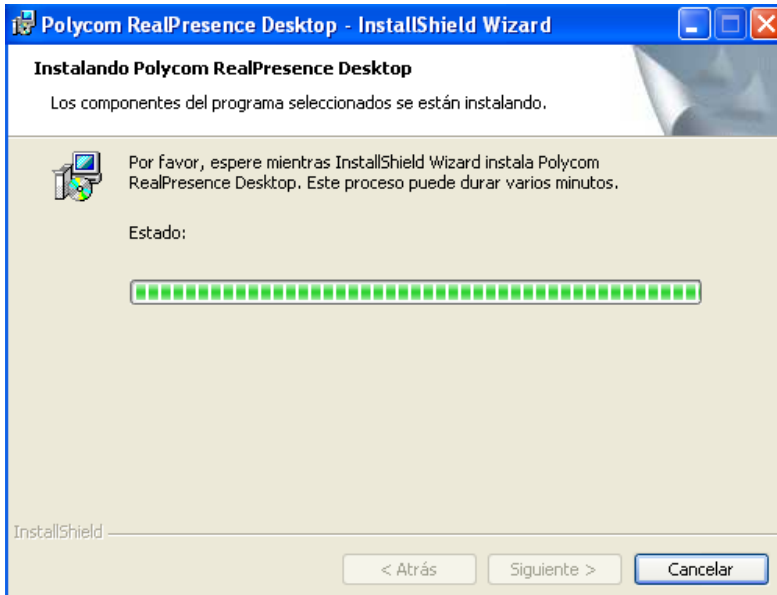 Polycom RealPresence Desktop - InstallShield Wizard
Instalando Polycom RealPresence Desktop
Los componentes del programa seleccionados se están instalando.
Por favor, espere mientras InstallShield Wizard instala Polycom
RealPresence Desktop. Este proceso puede durar varios minutos.
Estado:
InstallShield
< Atrás
Siguiente >
Cancelar